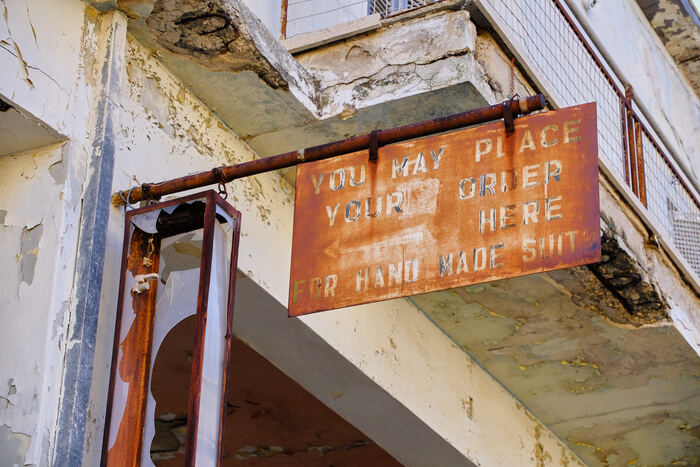 YOU MAY PLACE
YOUR ORDER
HERE
FOR HAND MADE SUIT